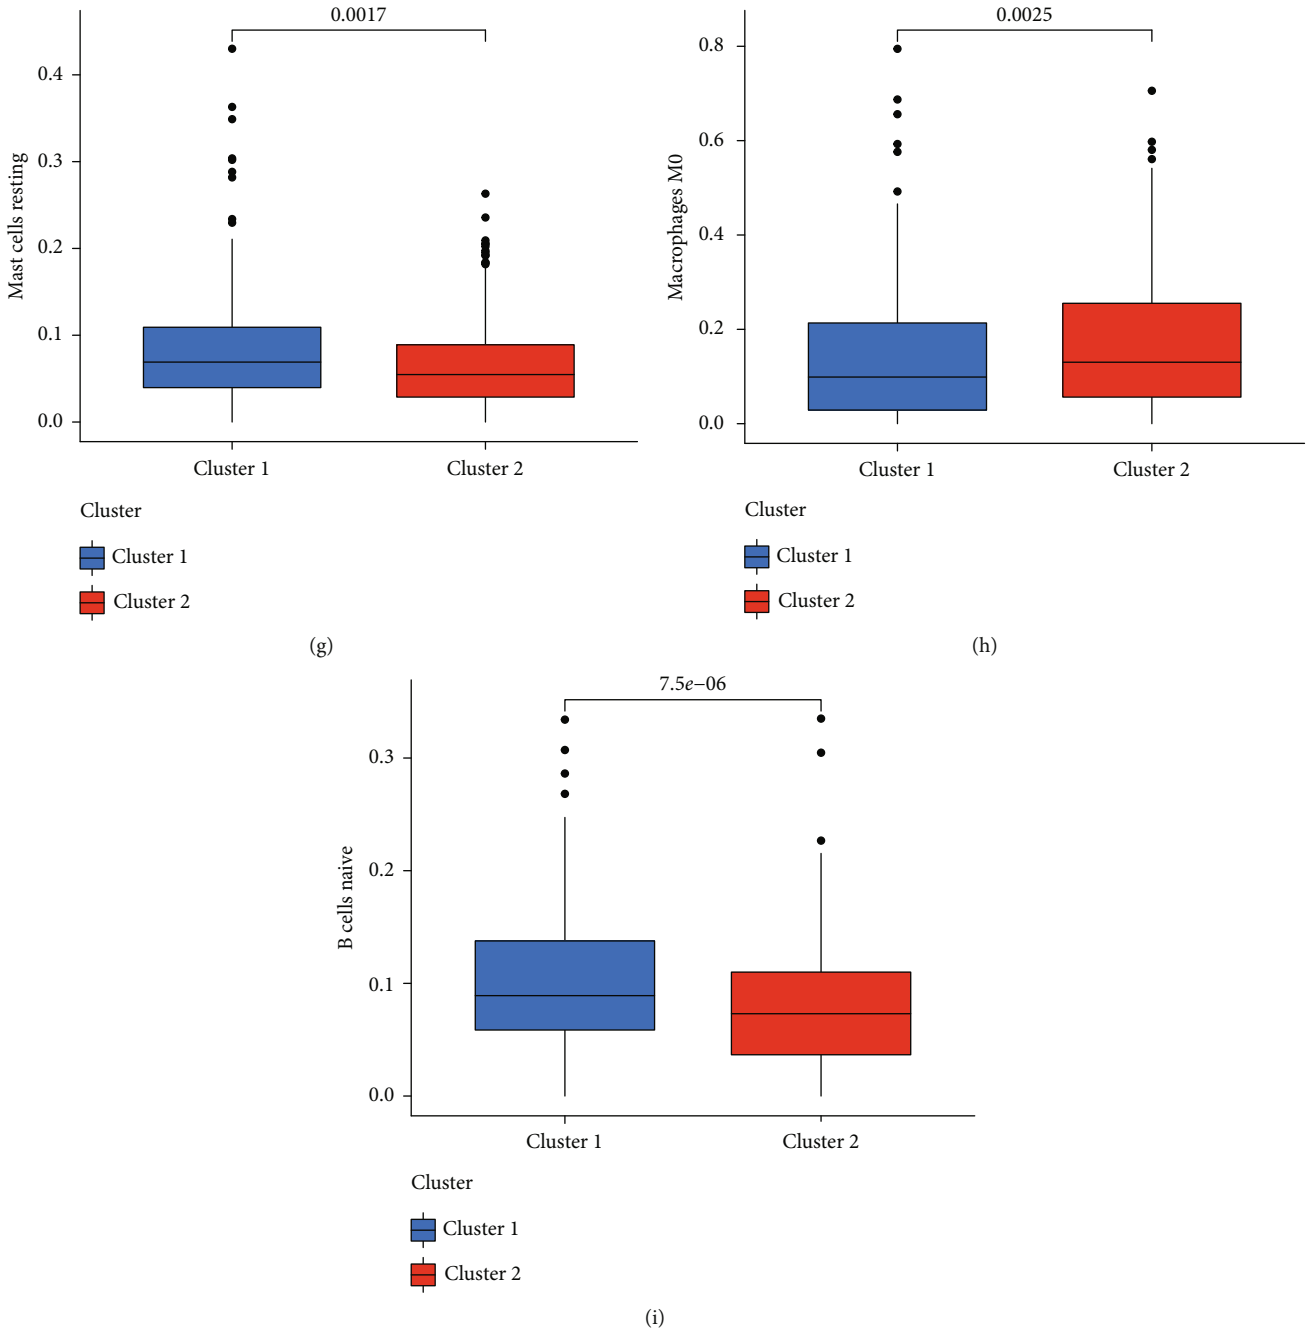 0.0017
Mast cells resting
0.4
0.3
0.2
0.1
0.0
Cluster 1
Cluster 2
Cluster
Cluster 1
Cluster 2
(g)
0.0025
Macrophages M0
0.8
0.6
0.4
0.2
0.0
Cluster 1
Cluster 2
Cluster
Cluster 1
Cluster 2
(h)
7.5e−06
B cells naive
0.3
0.2
0.1
0.0
Cluster 1
Cluster 2
Cluster
Cluster 1
Cluster 2
(i)